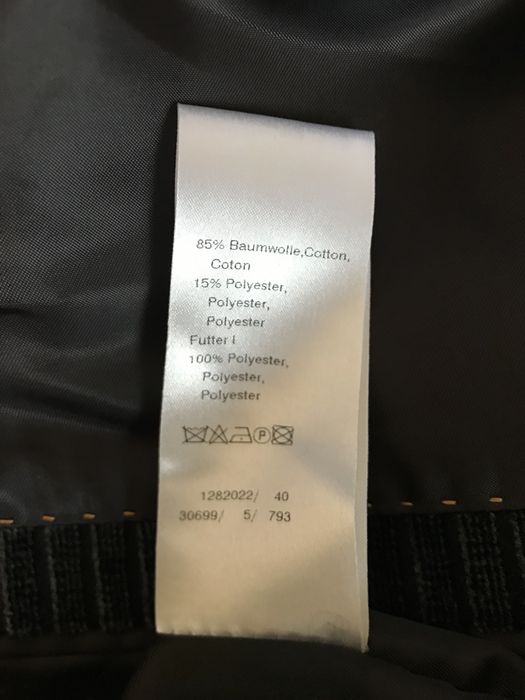 85% Baumwolle,Cotton,
Coton
15% Polyester,
Polyester,
Polyester
Futter I
100% Polyester,
Polyester,
Polyester
P
1282022/ 40
30699/ 5/ 793